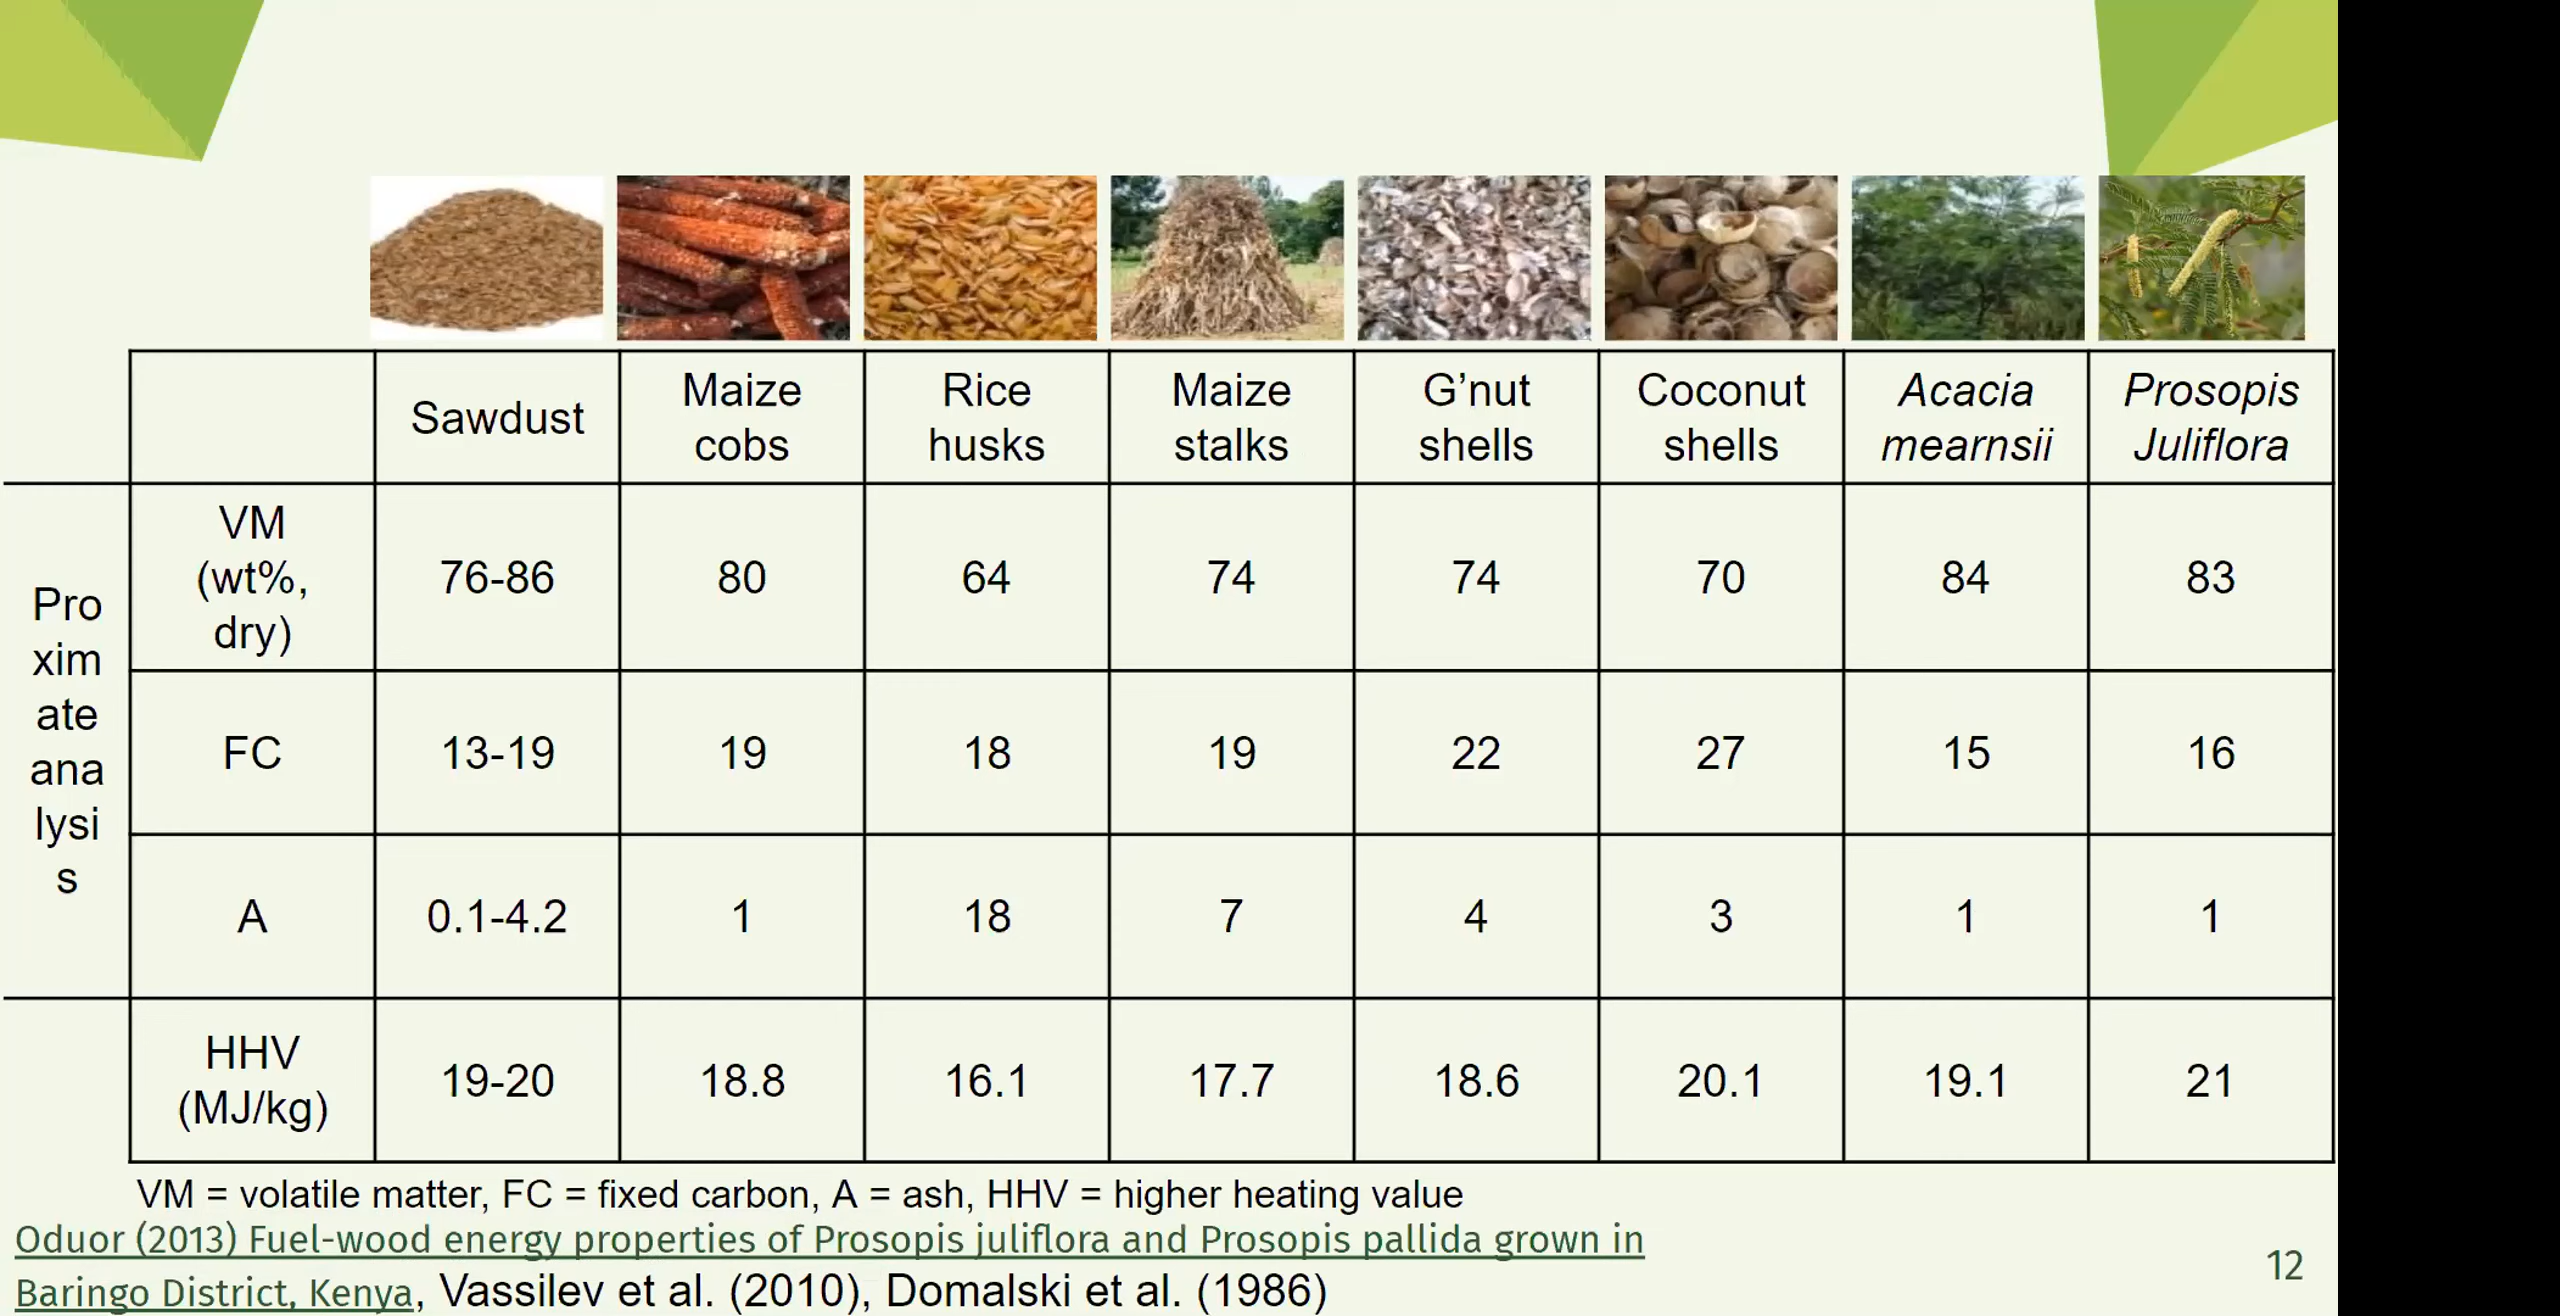 Sawdust
Maize
cobs
Rice
husks
Maize
stalks
G’nut
shells
Coconut
shells
Acacia
mearnsii
Prosopis
Juliflora
Pro
xim
ate
ana
lysi
s
VM
(wt%,
dry)
76-86
80
64
74
74
70
84
83
FC
13-19
19
18
19
22
27
15
16
A
0.1-4.2
1
18
7
4
3
1
1
HHV
(MJ/kg)
19-20
18.8
16.1
17.7
18.6
20.1
19.1
21
VM = volatile matter, FC = fixed carbon, A = ash, HHV = higher heating value
Oduor (2013) Fuel-wood energy properties of Prosopis juliflora and Prosopis pallida grown in
Baringo District, Kenya, Vassilev et al. (2010), Domalski et al. (1986)
12